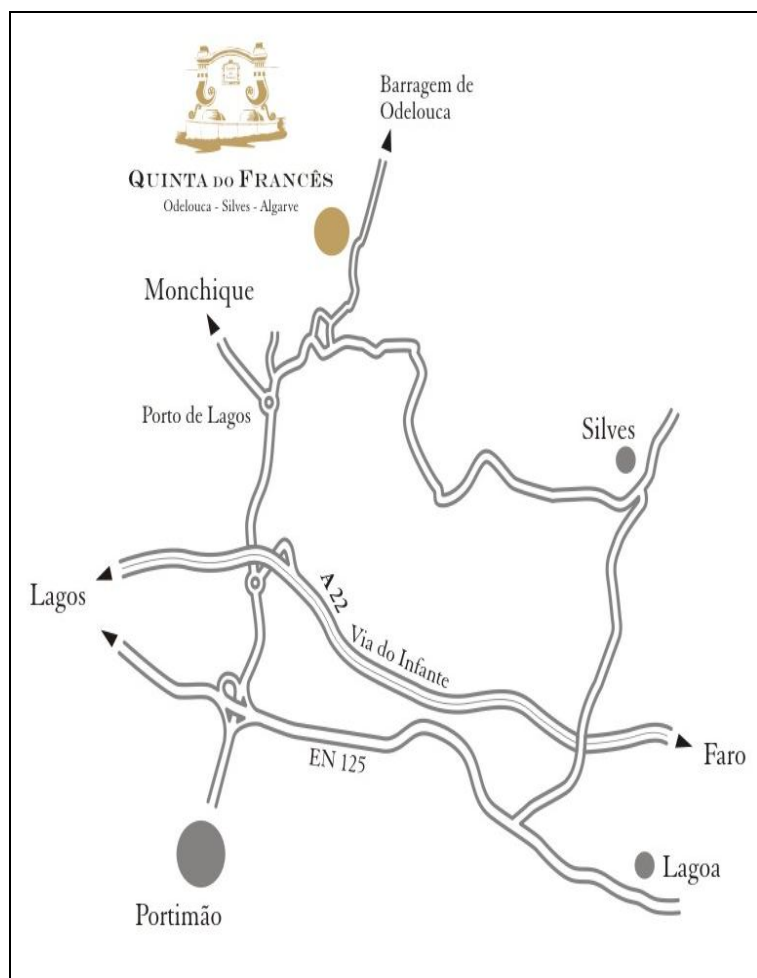 Barragem de
Odelouca
QUINTA DO FRANCÊS
Odelouca - Silves - Algarve
Monchique
Porto de Lagos
Silves
A 22
Lagos
Via do Infante
Faro
EN 125
Lagoa
Portimão